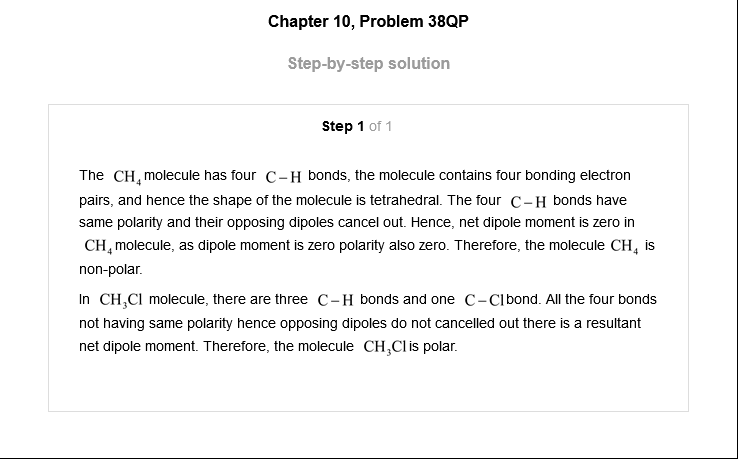 Chapter 10, Problem 38QP
Step-by-step solution
Step 1 of 1
The CH₄ molecule has four C−H bonds, the molecule contains four bonding electron
pairs, and hence the shape of the molecule is tetrahedral. The four C−H bonds have
same polarity and their opposing dipoles cancel out. Hence, net dipole moment is zero in
CH₄ molecule, as dipole moment is zero polarity also zero. Therefore, the molecule CH₄ is
non-polar.
In CH₃Cl molecule, there are three C−H bonds and one C−Cl bond. All the four bonds
not having same polarity hence opposing dipoles do not cancelled out there is a resultant
net dipole moment. Therefore, the molecule CH₃Cl is polar.